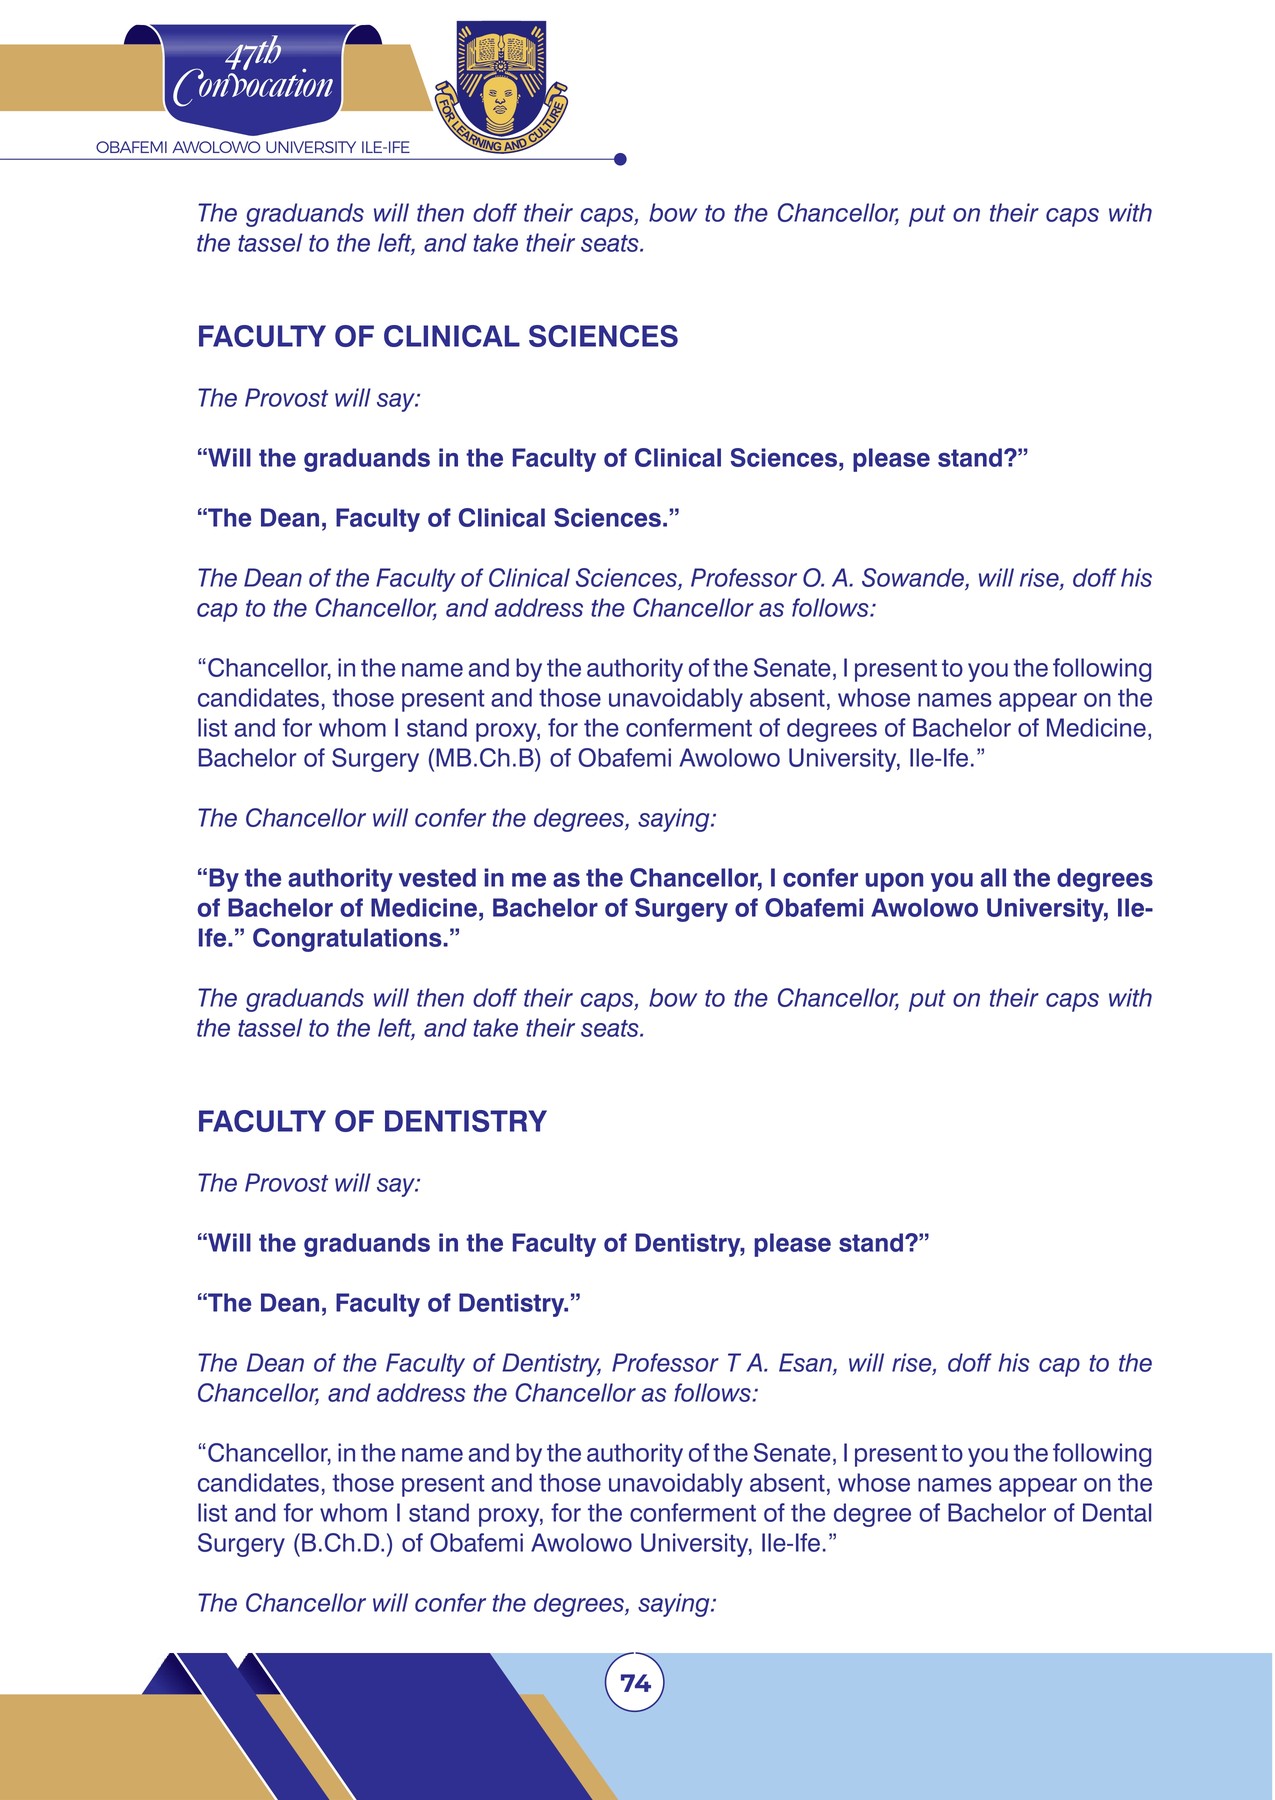 47th
Convocation
FOR LEARNING AND CULTURE
OBAFEMI AWOLOWO UNIVERSITY ILE-IFE
The graduands will then doff their caps, bow to the Chancellor, put on their caps with
the tassel to the left, and take their seats.
FACULTY OF CLINICAL SCIENCES
The Provost will say:
“Will the graduands in the Faculty of Clinical Sciences, please stand?”
“The Dean, Faculty of Clinical Sciences.”
The Dean of the Faculty of Clinical Sciences, Professor O. A. Sowande, will rise, doff his
cap to the Chancellor, and address the Chancellor as follows:
“Chancellor, in the name and by the authority of the Senate, I present to you the following
candidates, those present and those unavoidably absent, whose names appear on the
list and for whom I stand proxy, for the conferment of degrees of Bachelor of Medicine,
Bachelor of Surgery (MB.Ch.B) of Obafemi Awolowo University, Ile-Ife.”
The Chancellor will confer the degrees, saying:
“By the authority vested in me as the Chancellor, I confer upon you all the degrees
of Bachelor of Medicine, Bachelor of Surgery of Obafemi Awolowo University, Ile-
Ife.” Congratulations.”
The graduands will then doff their caps, bow to the Chancellor, put on their caps with
the tassel to the left, and take their seats.
FACULTY OF DENTISTRY
The Provost will say:
“Will the graduands in the Faculty of Dentistry, please stand?”
“The Dean, Faculty of Dentistry.”
The Dean of the Faculty of Dentistry, Professor T A. Esan, will rise, doff his cap to the
Chancellor, and address the Chancellor as follows:
“Chancellor, in the name and by the authority of the Senate, I present to you the following
candidates, those present and those unavoidably absent, whose names appear on the
list and for whom I stand proxy, for the conferment of the degree of Bachelor of Dental
Surgery (B.Ch.D.) of Obafemi Awolowo University, Ile-Ife.”
The Chancellor will confer the degrees, saying:
74